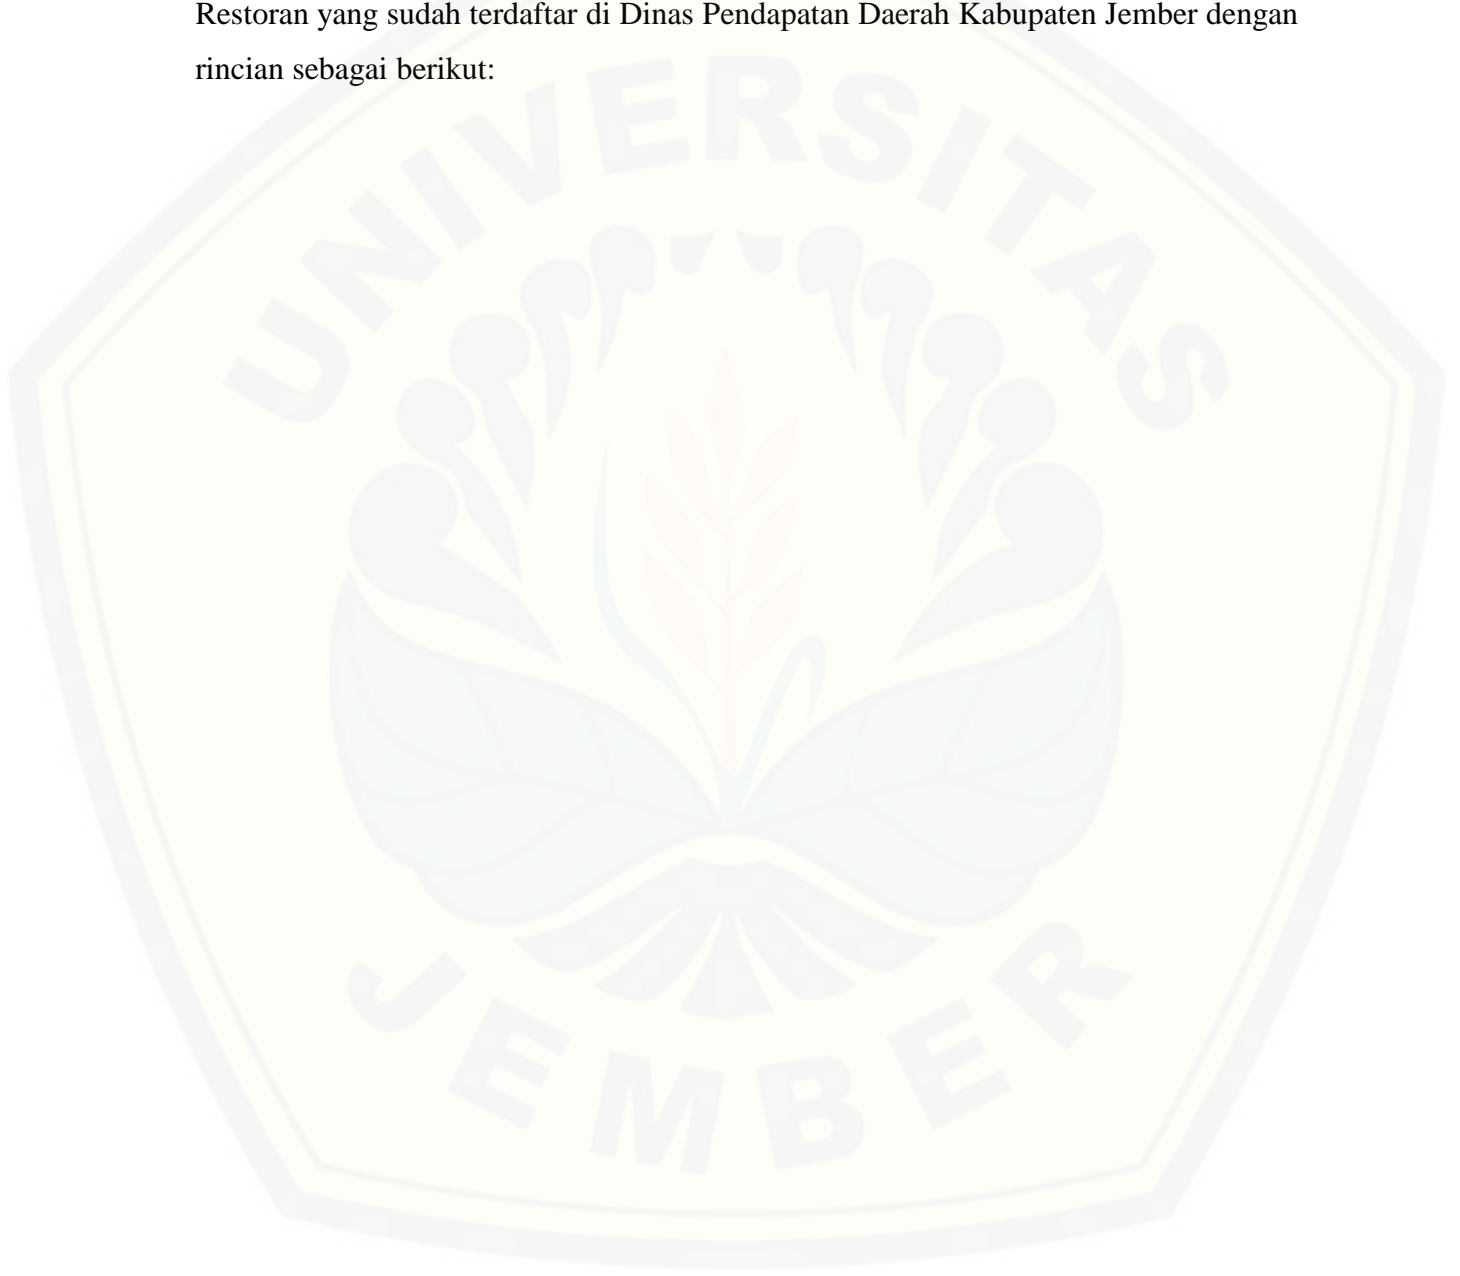 Restoran yang sudah terdaftar di Dinas Pendapatan Daerah Kabupaten Jember dengan
rincian sebagai berikut:
UNIVERSITAS
JEMBER